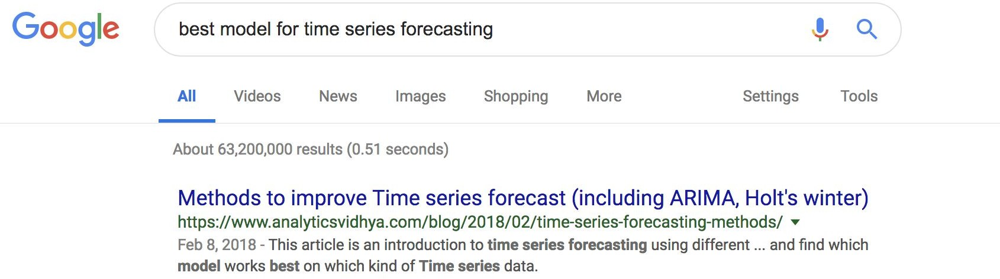 Google best model for time series forecasting
All Videos News Images Shopping More Settings Tools
About 63,200,000 results (0.51 seconds)
Methods to improve Time series forecast (including ARIMA, Holt's winter)
https://www.analyticsvidhya.com/blog/2018/02/time-series-forecasting-methods/
Feb 8, 2018 - This article is an introduction to time series forecasting using different ... and find which
model works best on which kind of Time series data.